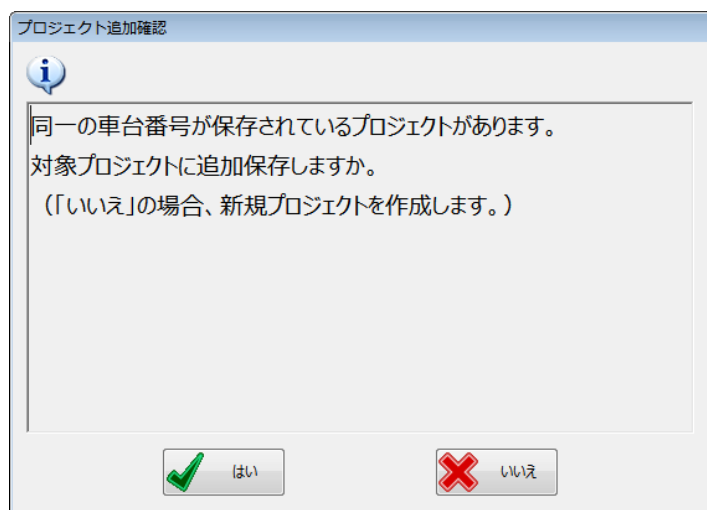 プロジェクト追加確認
同一の車台番号が保存されているプロジェクトがあります。
対象プロジェクトに追加保存しますか。
（「いいえ」の場合、新規プロジェクトを作成します。）
はい
いいえ